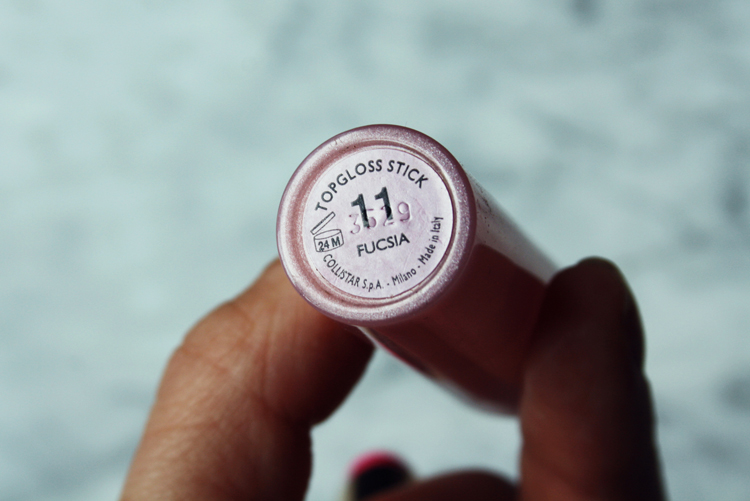 TOPGLOSS STICK
11
3529
24 M
FUCSIA
COLLISTAR S.p.A. - Milano - Made in Italy